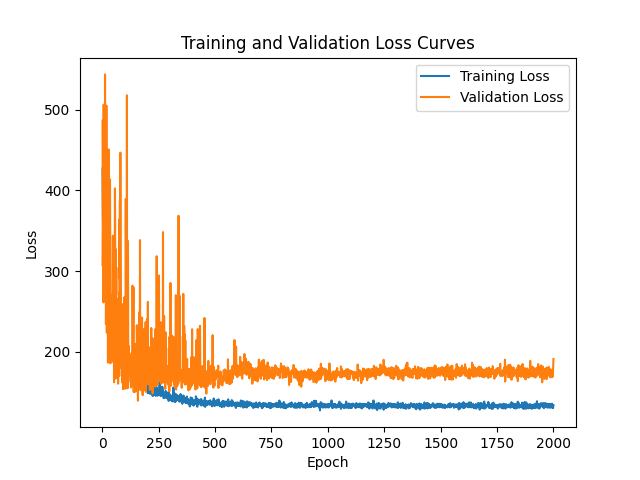 Training and Validation Loss Curves
Training Loss
Validation Loss
500
400
300
200
Loss
0 250 500 750 1000 1250 1500 1750 2000
Epoch